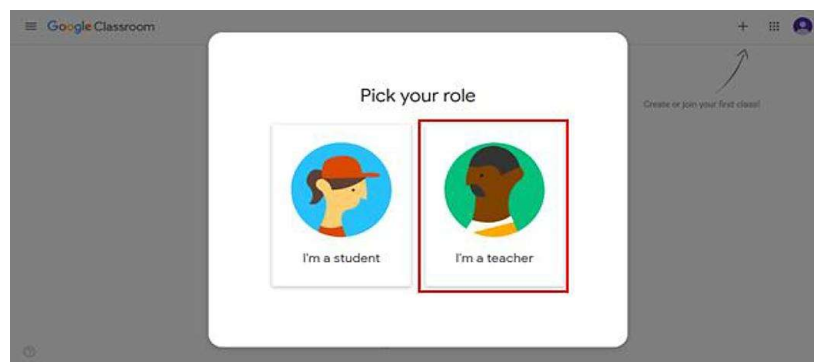 Google Classroom
Pick your role
Create or join your first class!
I'm a student
I'm a teacher